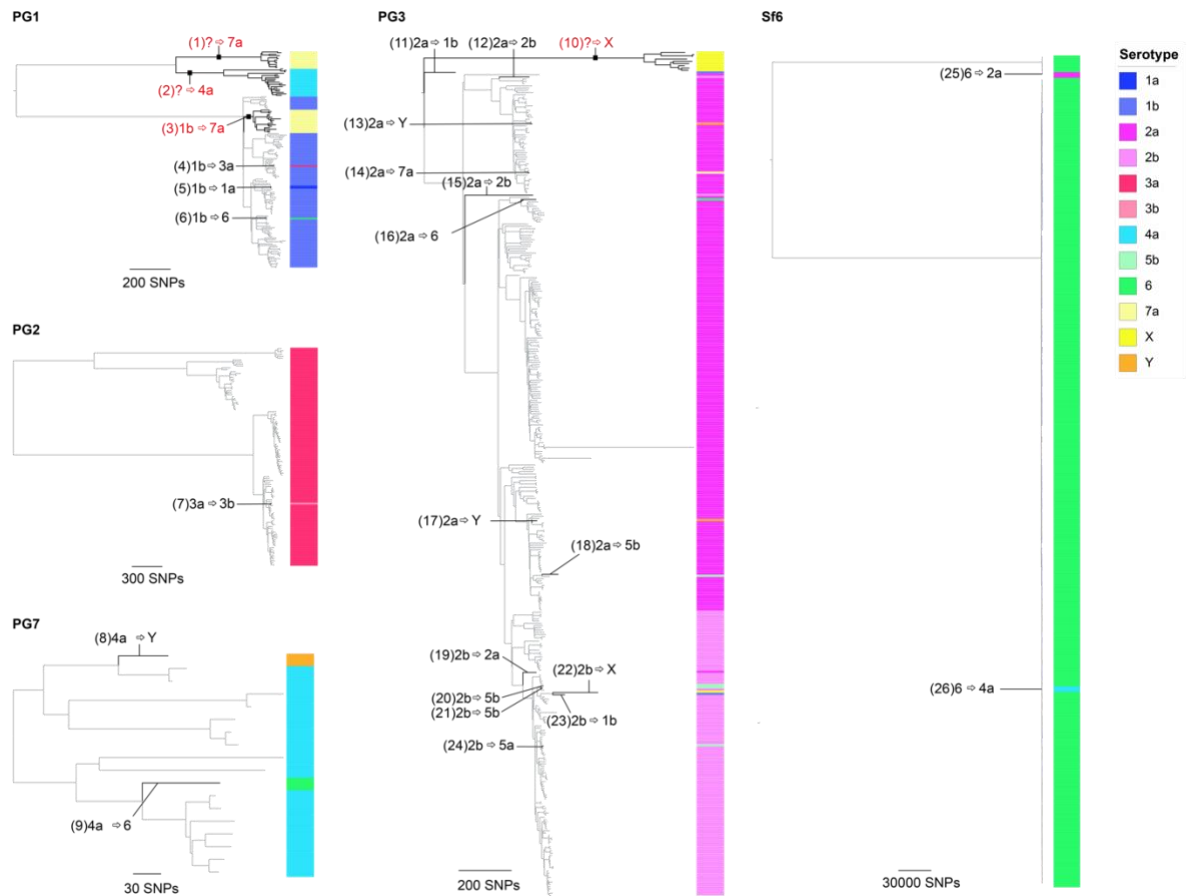 PG1
(1)?⇨ 7a
(2)?⇨ 4a
(3)1b⇨7a
(4)1b⇨ 3a
(5)1b⇨ 1a
(6)1b⇨ 6
200 SNPs
PG2
(7)3a⇨ 3b
300 SNPs
PG7
(8)4a ⇨ Y
(9)4a ⇨ 6
30 SNPs
PG3
(11)2a⇨ 1b
(12)2a⇨ 2b
(10)?⇨ X
(13)2a⇨ Y
(14)2a⇨ 7a
(15)2a⇨ 2b
(16)2a⇨ 6
(17)2a⇨ Y
(18)2a⇨ 5b
(19)2b⇨ 2a
(22)2b⇨ X
(20)2b⇨ 5b
(21)2b⇨ 5b
(23)2b⇨ 1b
(24)2b⇨ 5a
200 SNPs
Sf6
(25)6⇨ 2a
(26)6⇨ 4a
30000 SNPs
Serotype
1a
1b
2a
2b
3a
3b
4a
5b
6
7a
X
Y